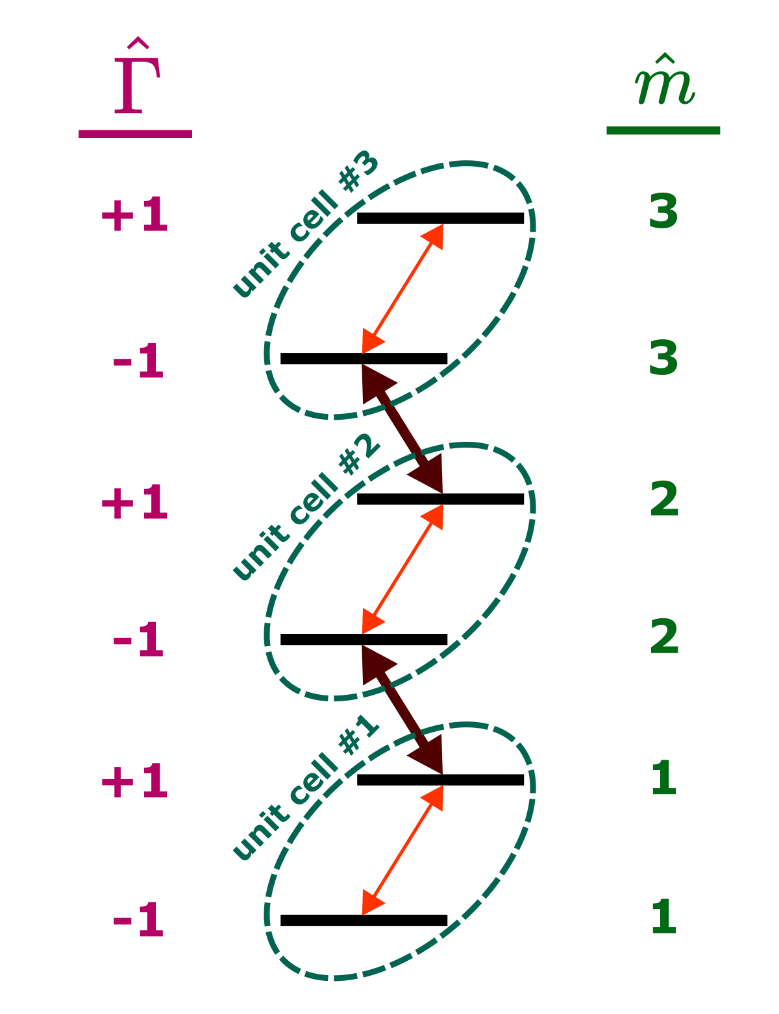 Γ̂ m̂
+1 unit cell #3 3
-1 3
+1 unit cell #2 2
-1 2
+1 unit cell #1 1
-1 1